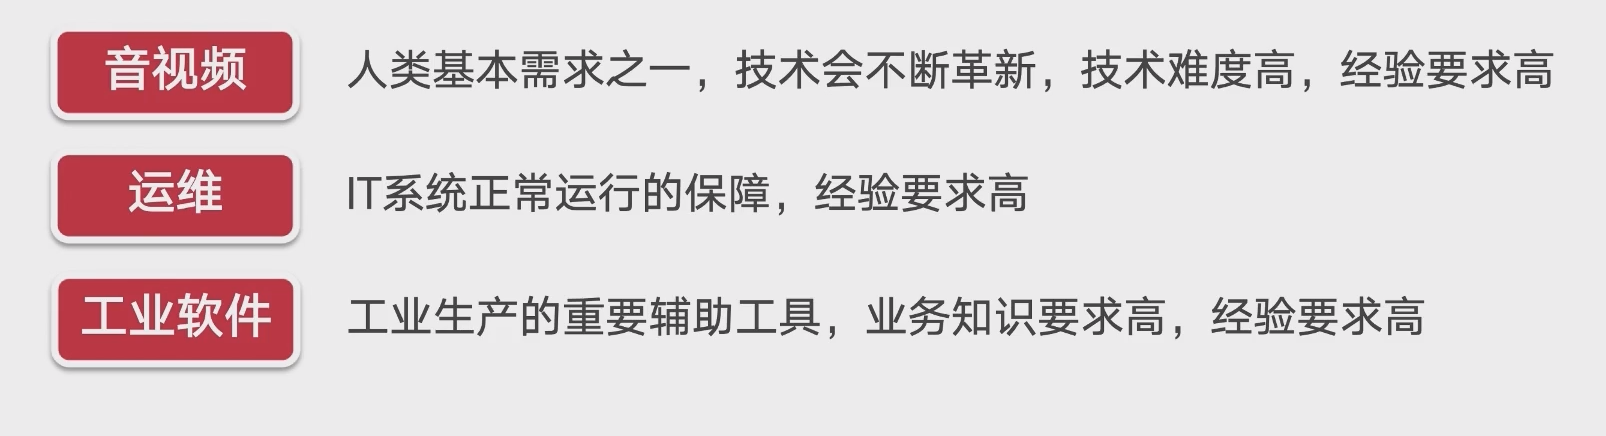 音视频 人类基本需求之一，技术会不断革新，技术难度高，经验要求高
运维 IT系统正常运行的保障，经验要求高
工业软件 工业生产的重要辅助工具，业务知识要求高，经验要求高